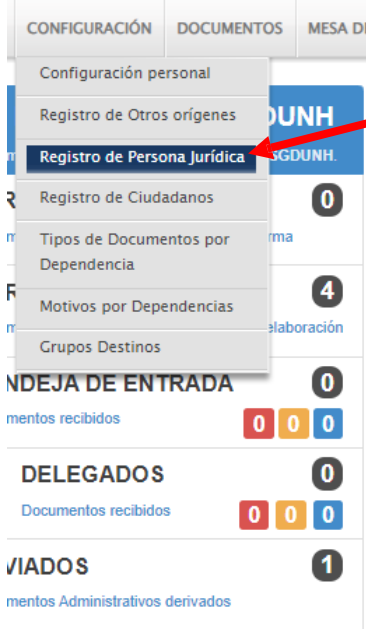 CONFIGURACIÓN DOCUMENTOS MESA DE
Configuración personal
Registro de Otros orígenes
DUNH
Registro de Persona Jurídica
SGDUNH.
Registro de Ciudadanos
0
rma
Tipos de Documentos por
Dependencia
4
Motivos por Dependencias
elaboración
Grupos Destinos
NDEJA DE ENTRADA 0
mentos recibidos 0 0 0
DELEGADOS 0
Documentos recibidos 0 0 0
VIADOS 1
mentos Administrativos derivados